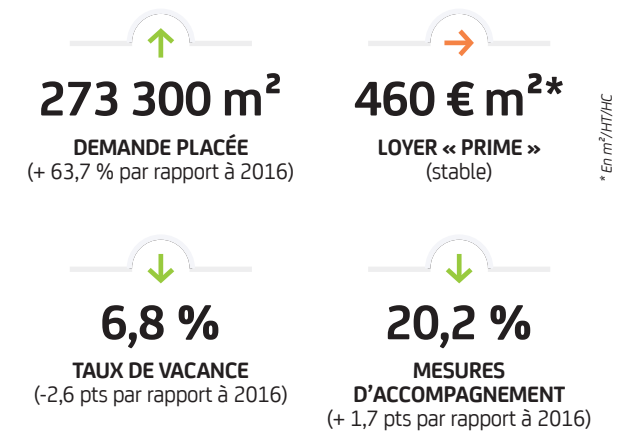 273 300 m²
DEMANDE PLACÉE
(+ 63,7 % par rapport à 2016)
460 € m²*
LOYER « PRIME »
(stable)
* En m²/HT/HC
6,8 %
TAUX DE VACANCE
(-2,6 pts par rapport à 2016)
20,2 %
MESURES
D’ACCOMPAGNEMENT
(+ 1,7 pts par rapport à 2016)